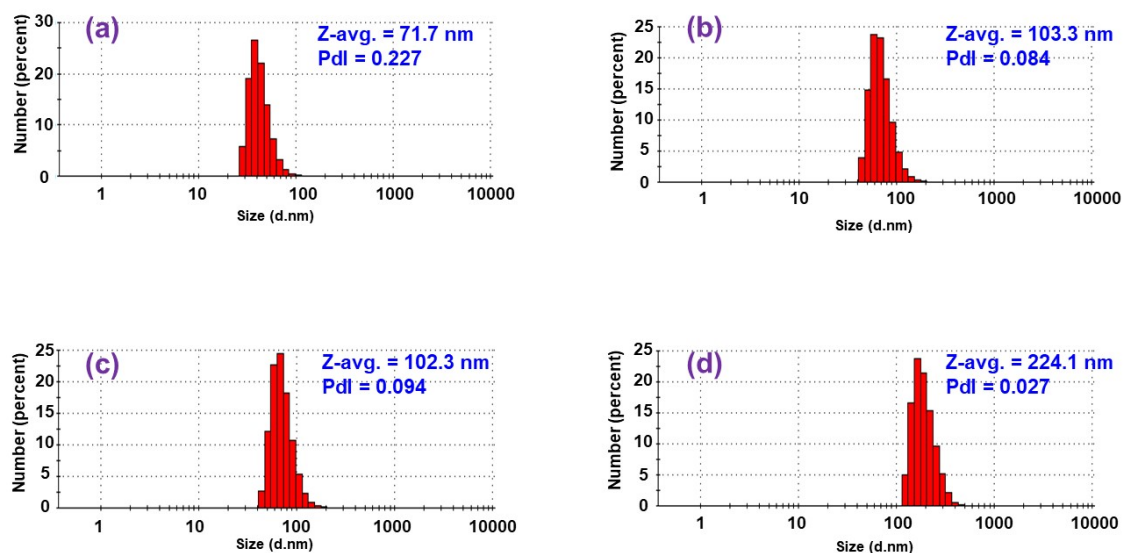 (a)
Z-avg. = 71.7 nm
PdI = 0.227
Number (percent)
30
20
10
0
1 10 100 1000 10000
Size (d.nm)
(b)
Z-avg. = 103.3 nm
PdI = 0.084
Number (percent)
25
20
15
10
5
0
1 10 100 1000 10000
Size (d.nm)
(c)
Z-avg. = 102.3 nm
PdI = 0.094
Number (percent)
25
20
15
10
5
0
1 10 100 1000 10000
Size (d.nm)
(d)
Z-avg. = 224.1 nm
PdI = 0.027
Number (percent)
25
20
15
10
5
0
1 10 100 1000 10000
Size (d.nm)